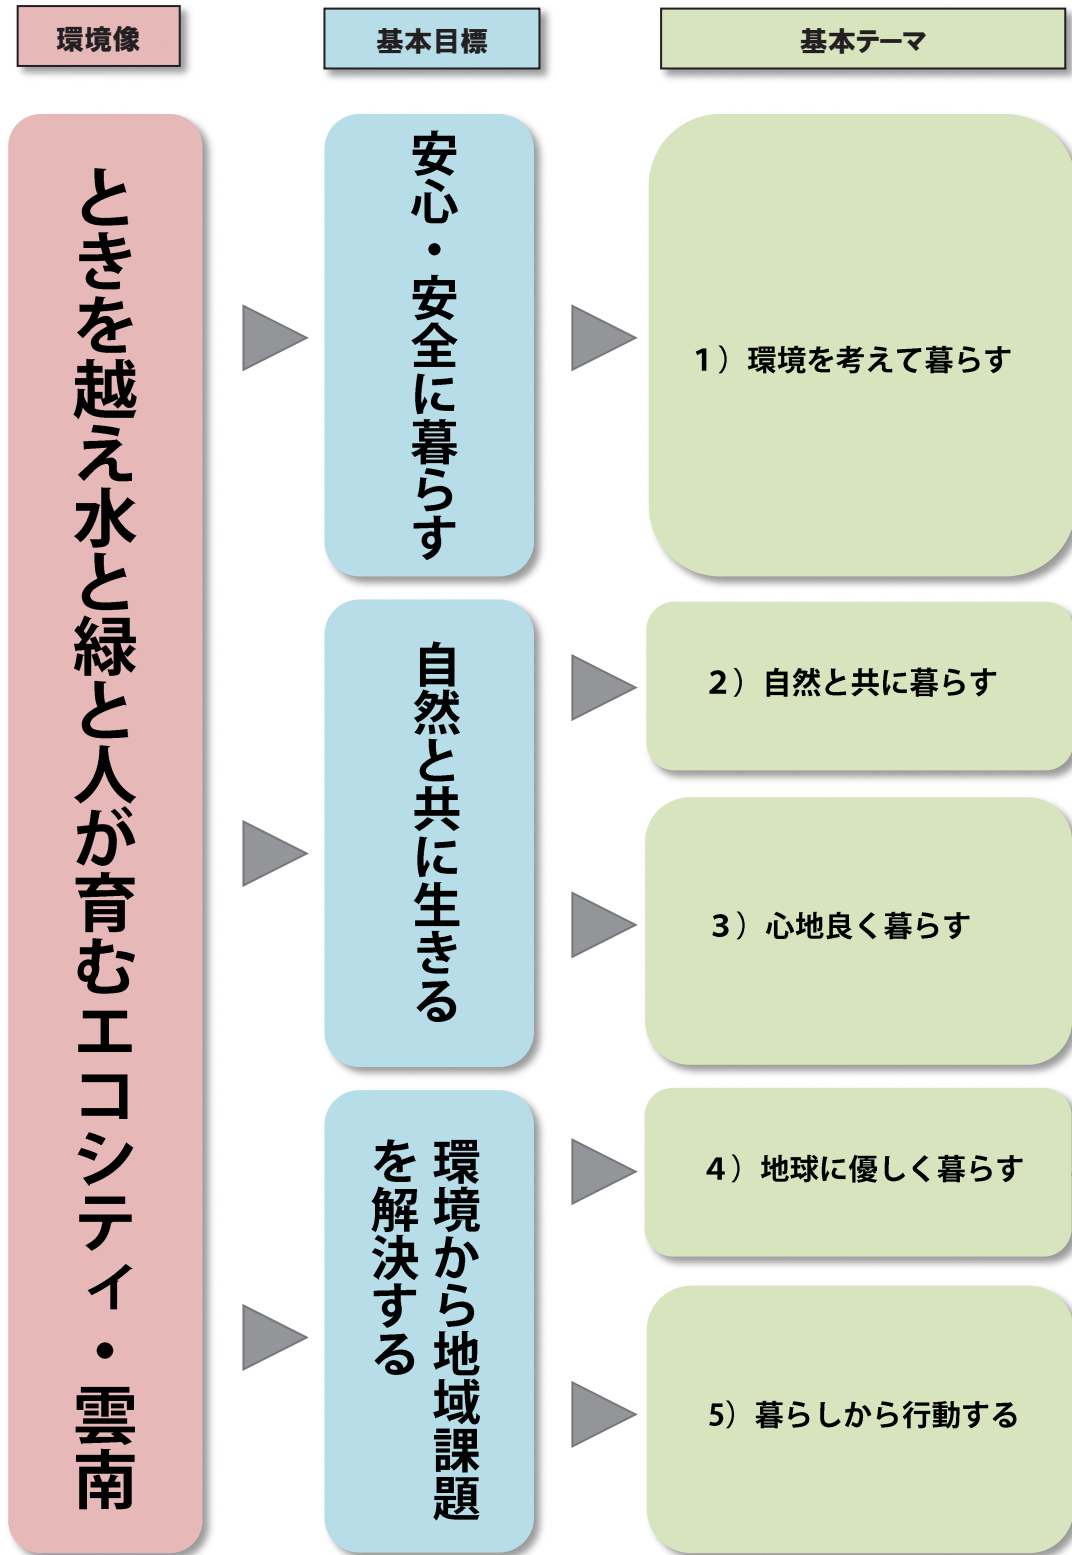 環境像
基本目標
基本テーマ
ときを越え水と緑と人が育むエコシティ・雲南
安心・安全に暮らす
1）環境を考えて暮らす
自然と共に生きる
2）自然と共に暮らす
3）心地良く暮らす
環境から地域課題
を解決する
4）地球に優しく暮らす
5）暮らしから行動する